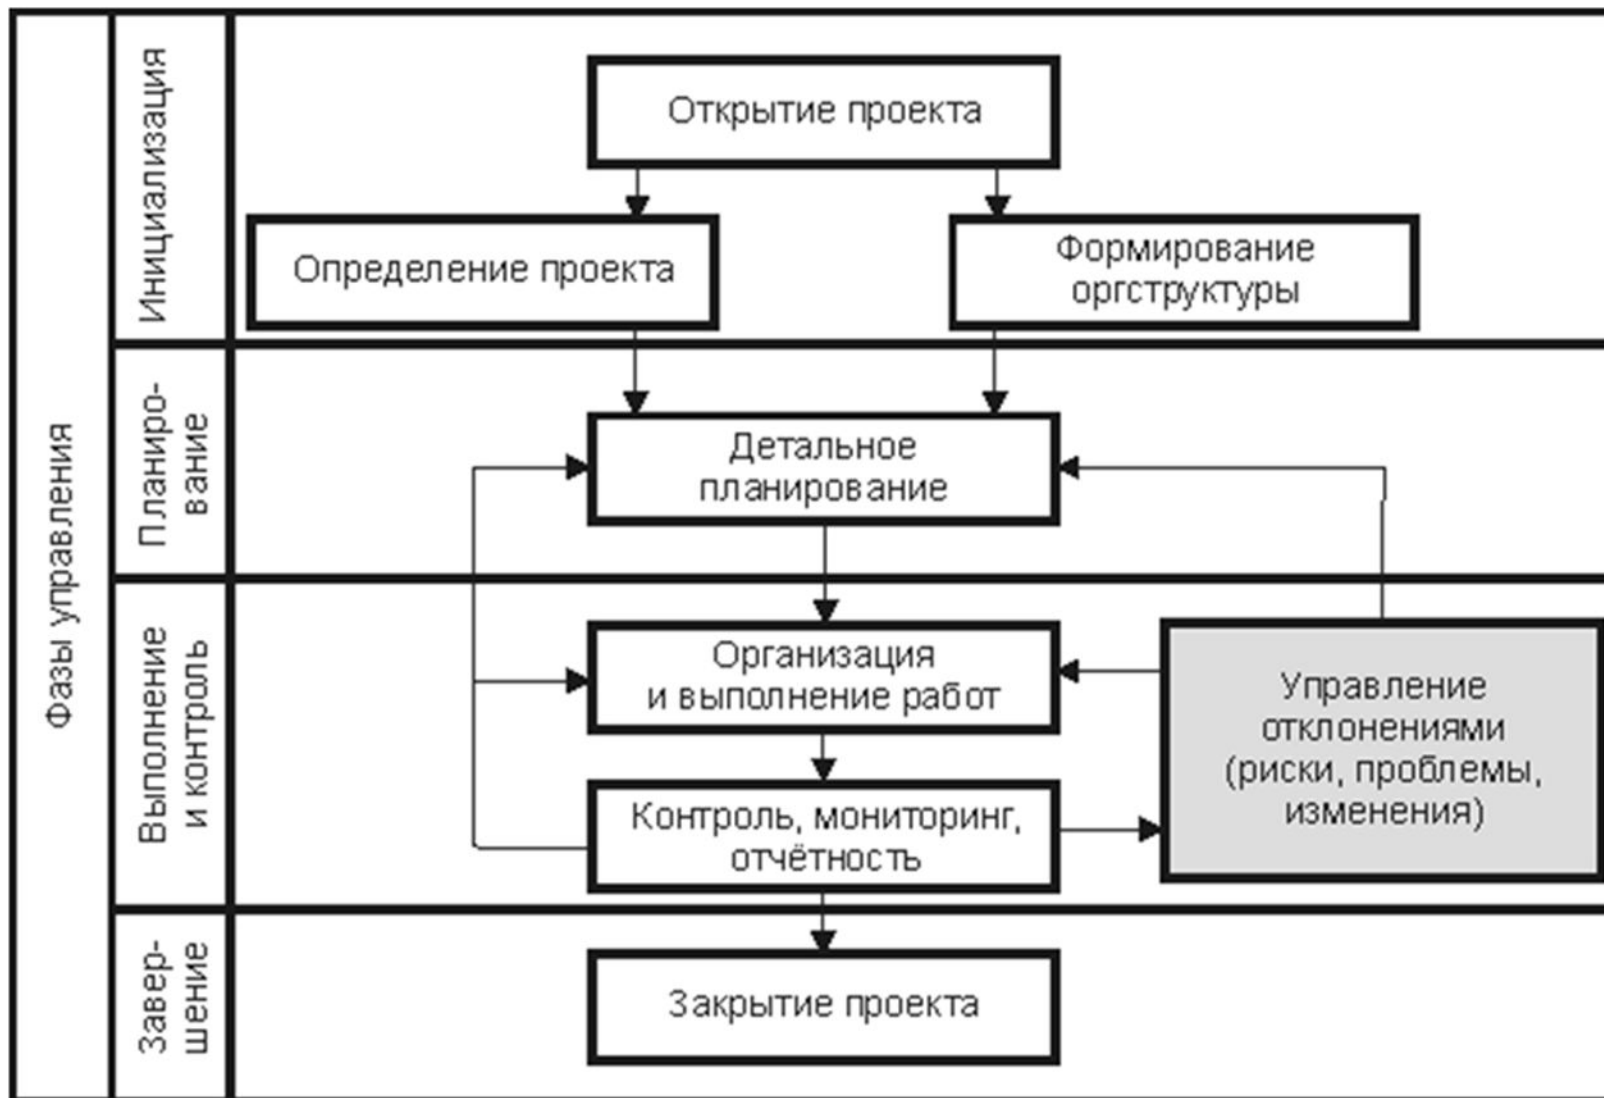 Фазы управления
Инициализация
Открытие проекта
Определение проекта
Формирование
оргструктуры
Планиро-
вание
Детальное
планирование
Выполнение
и контроль
Организация
и выполнение работ
Управление
отклонениями
(риски, проблемы,
изменения)
Контроль, мониторинг,
отчётность
Завер-
шение
Закрытие проекта